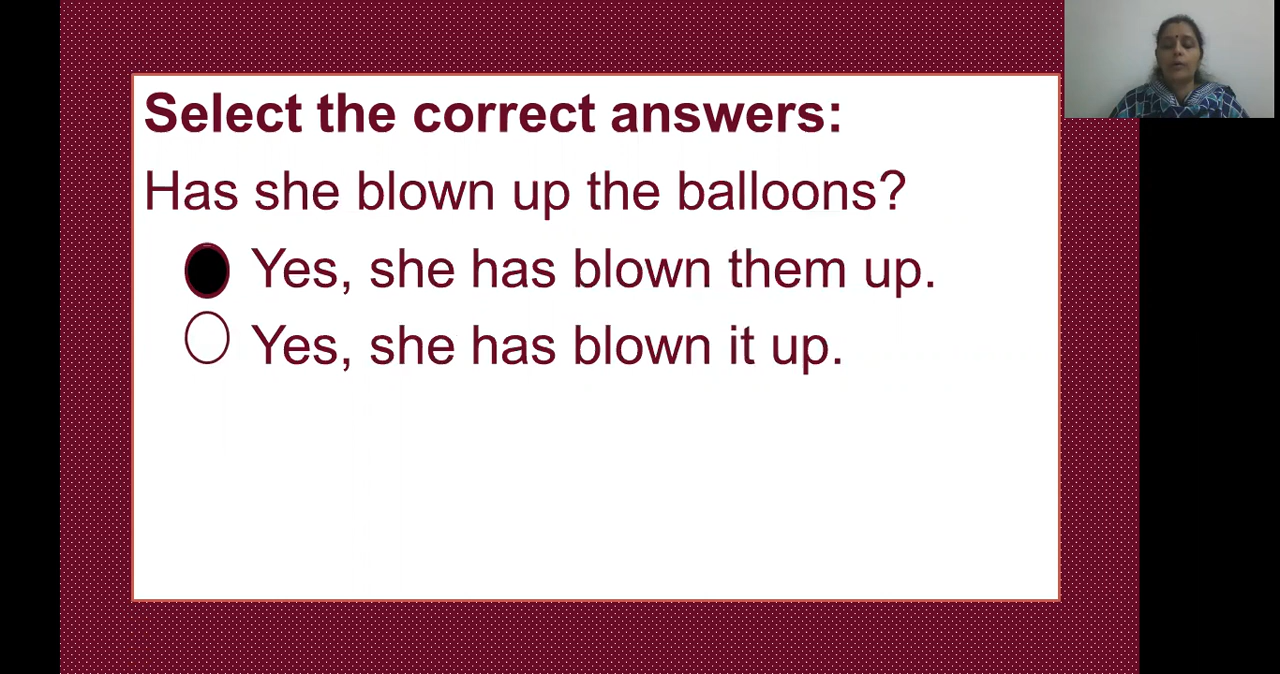 Select the correct answers:
Has she blown up the balloons?
Yes, she has blown them up.
Yes, she has blown it up.